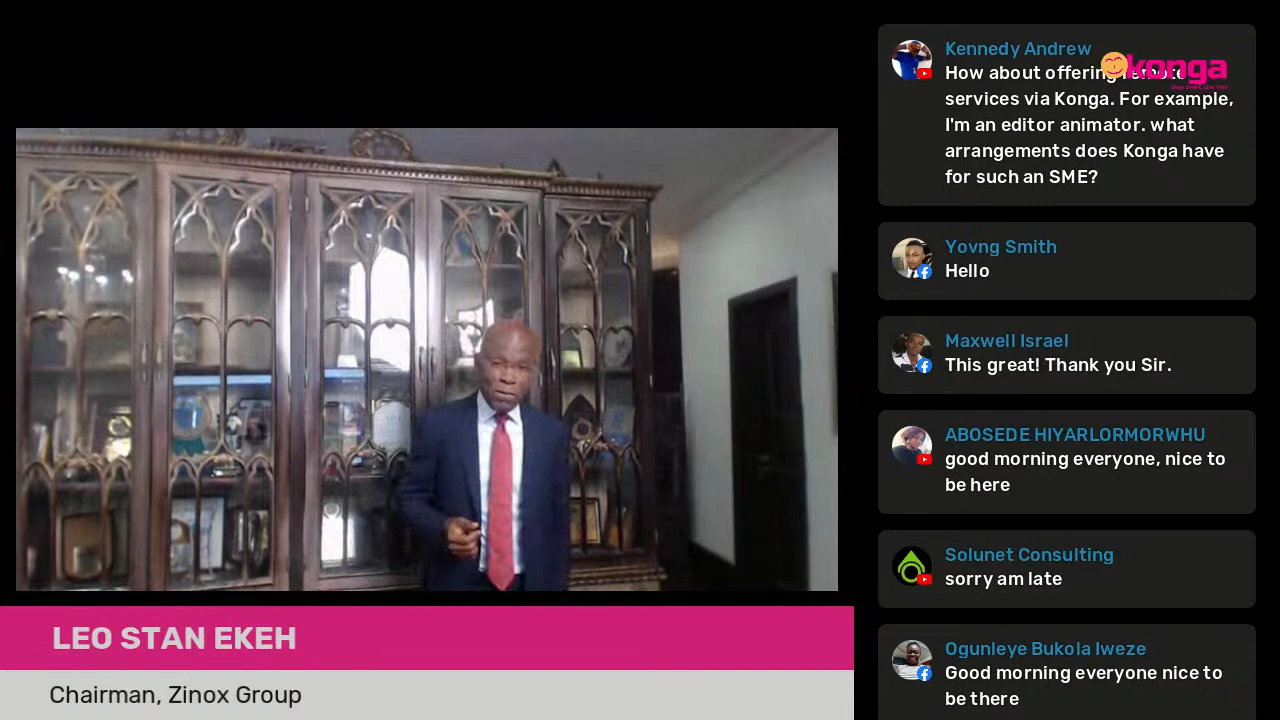 LEO STAN EKEH
Chairman, Zinox Group
Kennedy Andrew
konga
How about offering remote
services via Konga. For example,
I'm an editor animator. what
arrangements does Konga have
for such an SME?
Yovng Smith
Hello
Maxwell Israel
This great! Thank you Sir.
ABOSEDE HIYARLORMORWHU
good morning everyone, nice to
be here
Solunet Consulting
sorry am late
Ogunleye Bukola Iweze
Good morning everyone nice to
be there